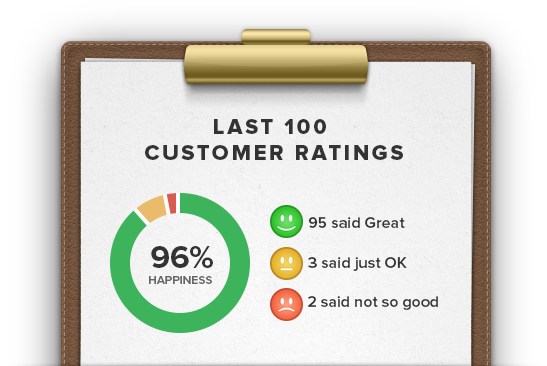 LAST 100
CUSTOMER RATINGS
96%
HAPPINESS
95 said Great
3 said just OK
2 said not so good